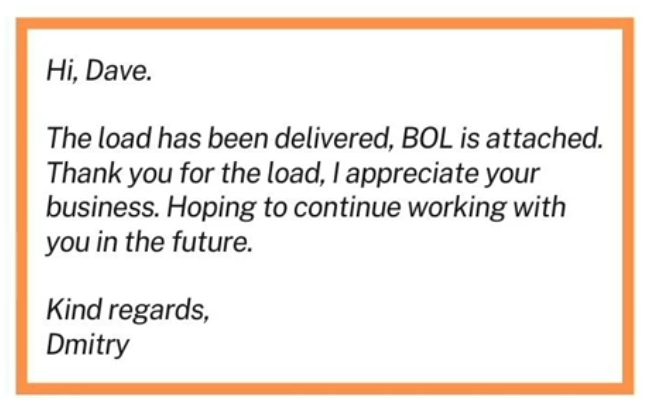 Hi, Dave.
The load has been delivered, BOL is attached.
Thank you for the load, I appreciate your
business. Hoping to continue working with
you in the future.
Kind regards,
Dmitry